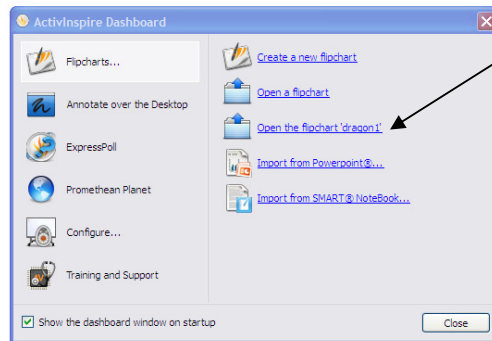 ActivInspire Dashboard
Flipcharts...
Annotate over the Desktop
ExpressPoll
Promethean Planet
Configure...
Training and Support
Create a new flipchart
Open a flipchart
Open the flipchart 'dragon1'
Import from Powerpoint®...
Import from SMART® NoteBook...
Show the dashboard window on startup
Close